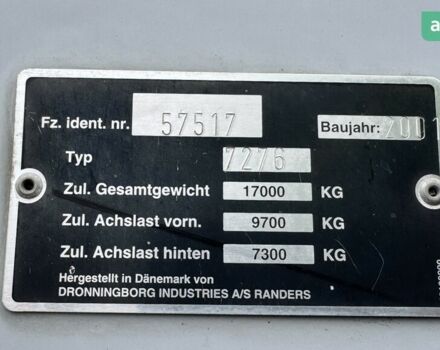 Fz. ident. nr. 57517 Baujahr: 2001
Typ 7276
Zul. Gesamtgewicht 17000 KG
Zul. Achslast vorn. 9700 KG
Zul. Achslast hinten 7300 KG
Hergestellt in Dänemark von
DRONNINGBORG INDUSTRIES A/S RANDERS